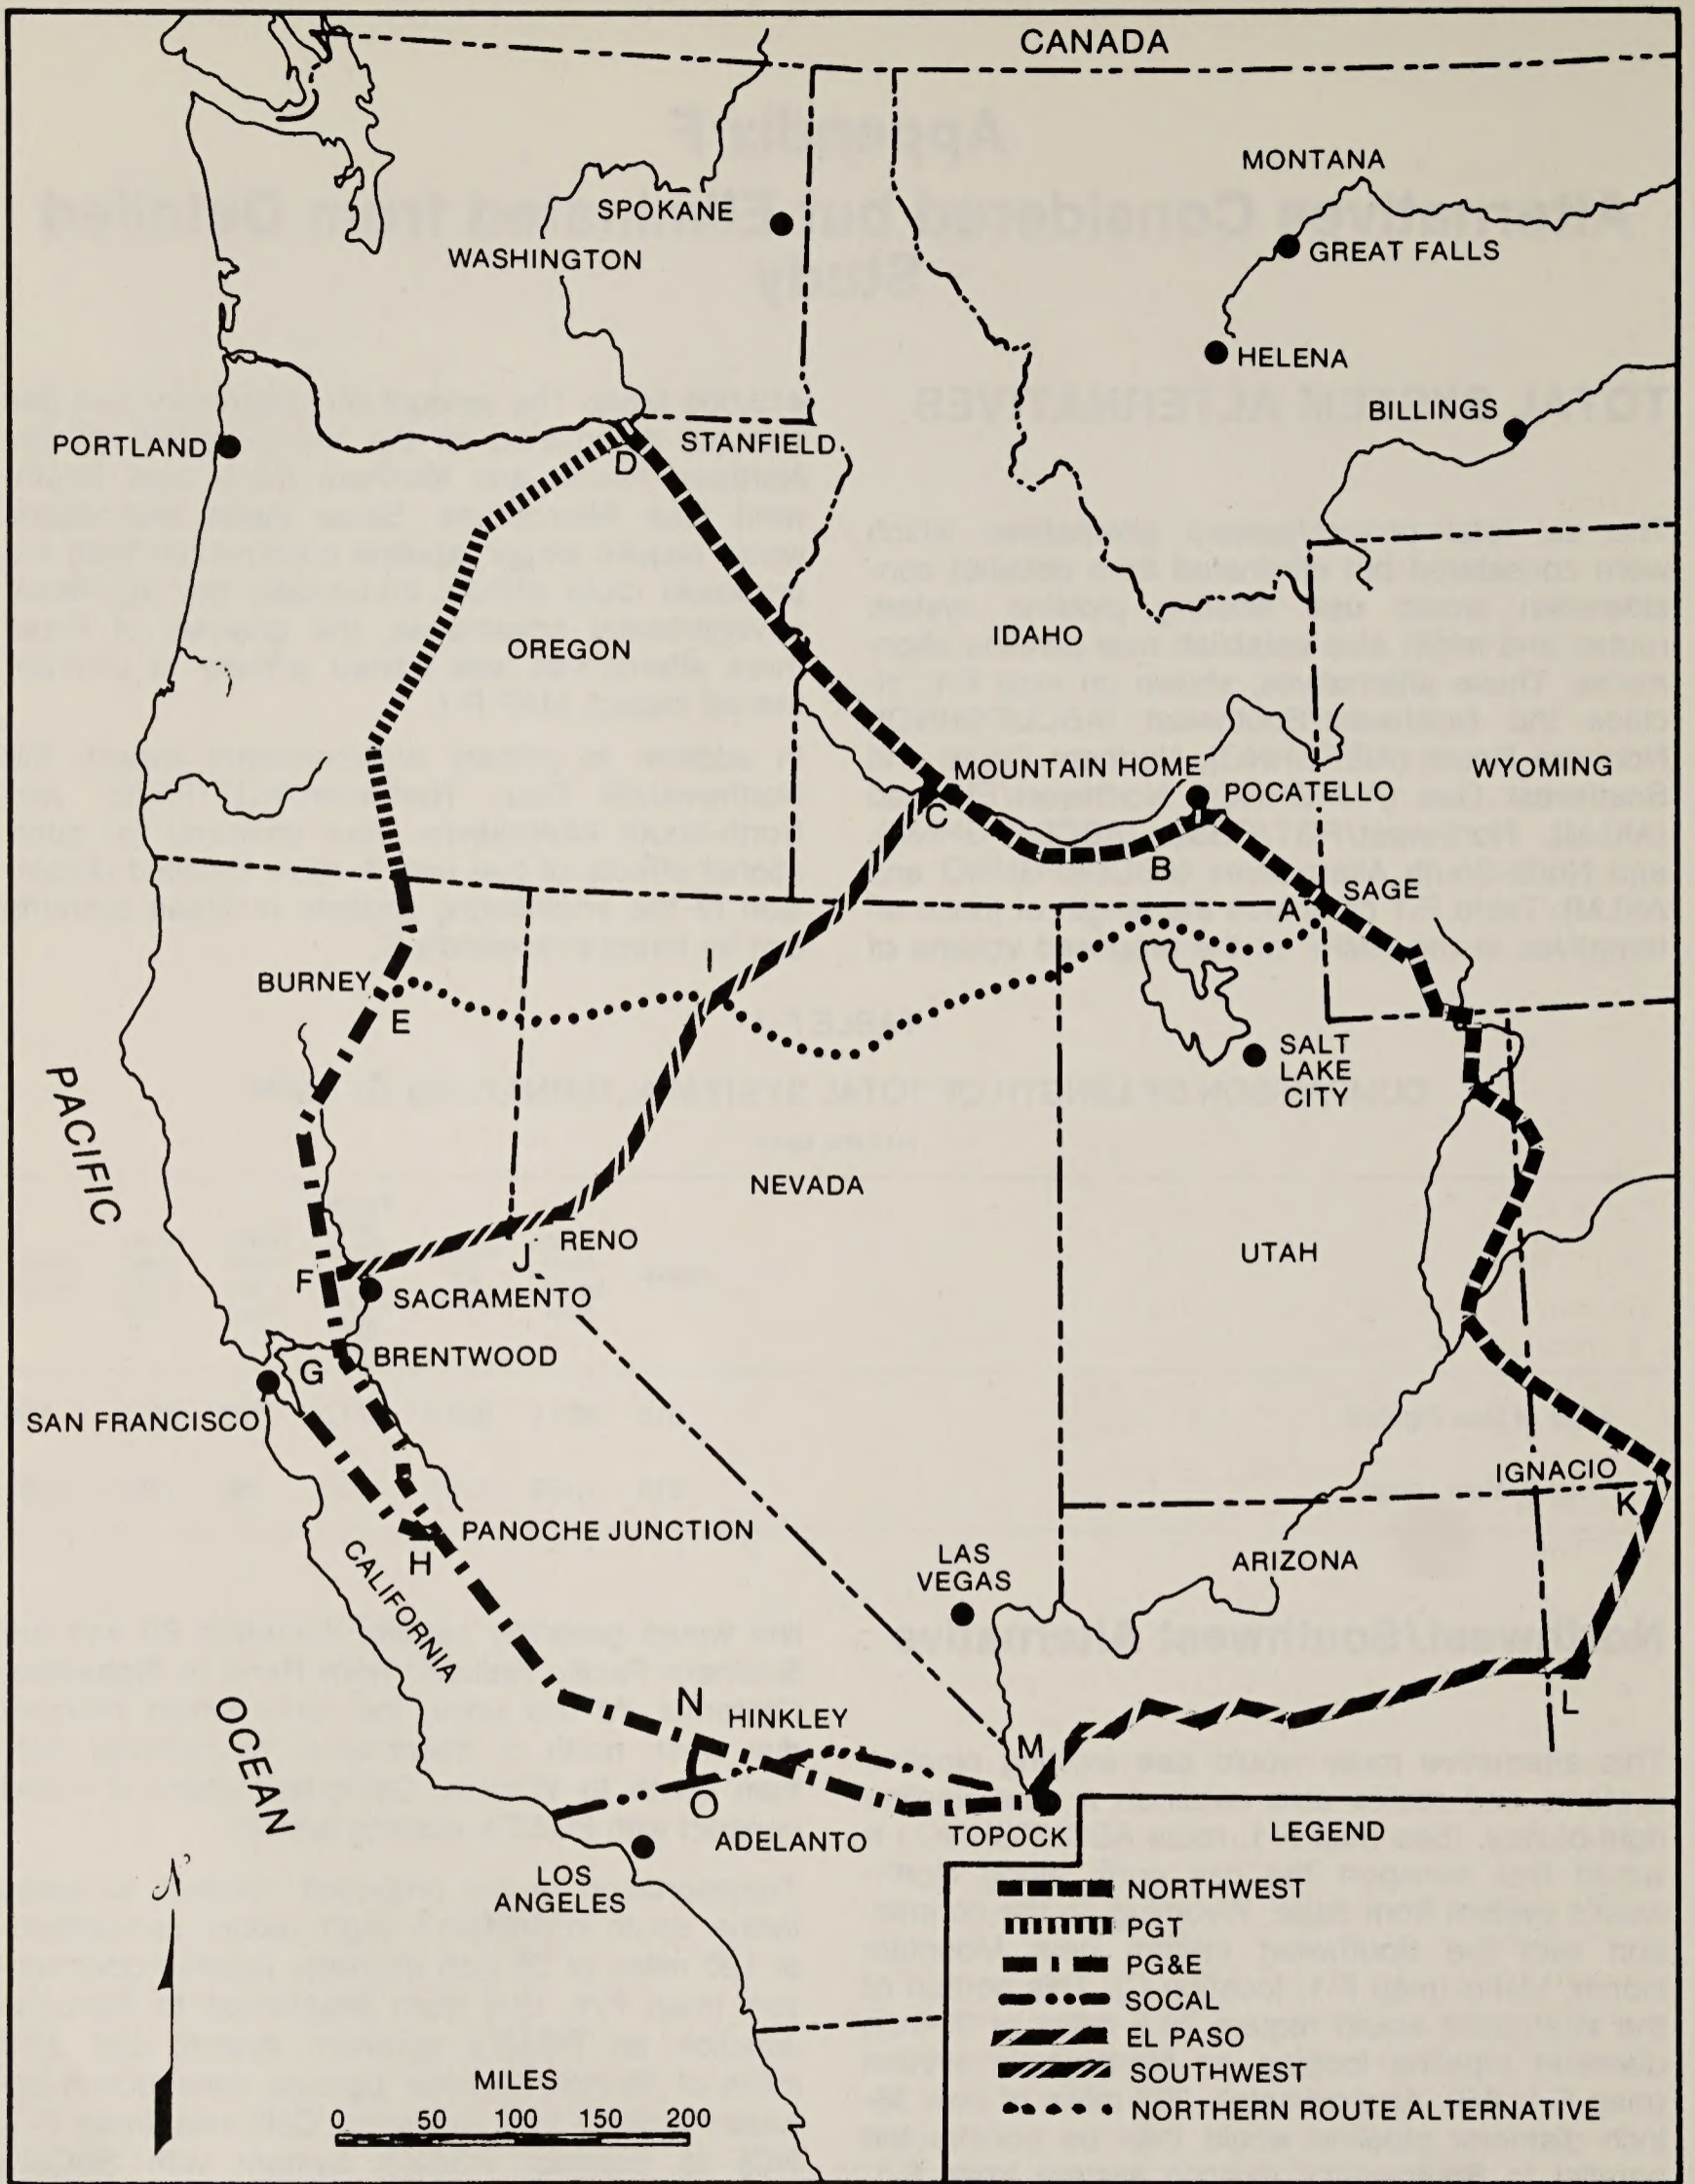 CANADA
MONTANA
SPOKANE
GREAT FALLS
WASHINGTON
HELENA
BILLINGS
PORTLAND
STANFIELD
D
OREGON
IDAHO
MOUNTAIN HOME
WYOMING
POCATELLO
C
B
SAGE
A
I
BURNEY
E
SALT
LAKE
CITY
PACIFIC
NEVADA
RENO
J
UTAH
F
SACRAMENTO
BRENTWOOD
G
SAN FRANCISCO
IGNACIO
K
PANOCHE JUNCTION
H
LAS
VEGAS
ARIZONA
CALIFORNIA
N
HINKLEY
L
M
OCEAN
O
ADELANTO
TOPOCK
LOS
ANGELES
N
LEGEND
NORTHWEST
PGT
PG&E
SOCAL
EL PASO
SOUTHWEST
NORTHERN ROUTE ALTERNATIVE
MILES
0 50 100 150 200